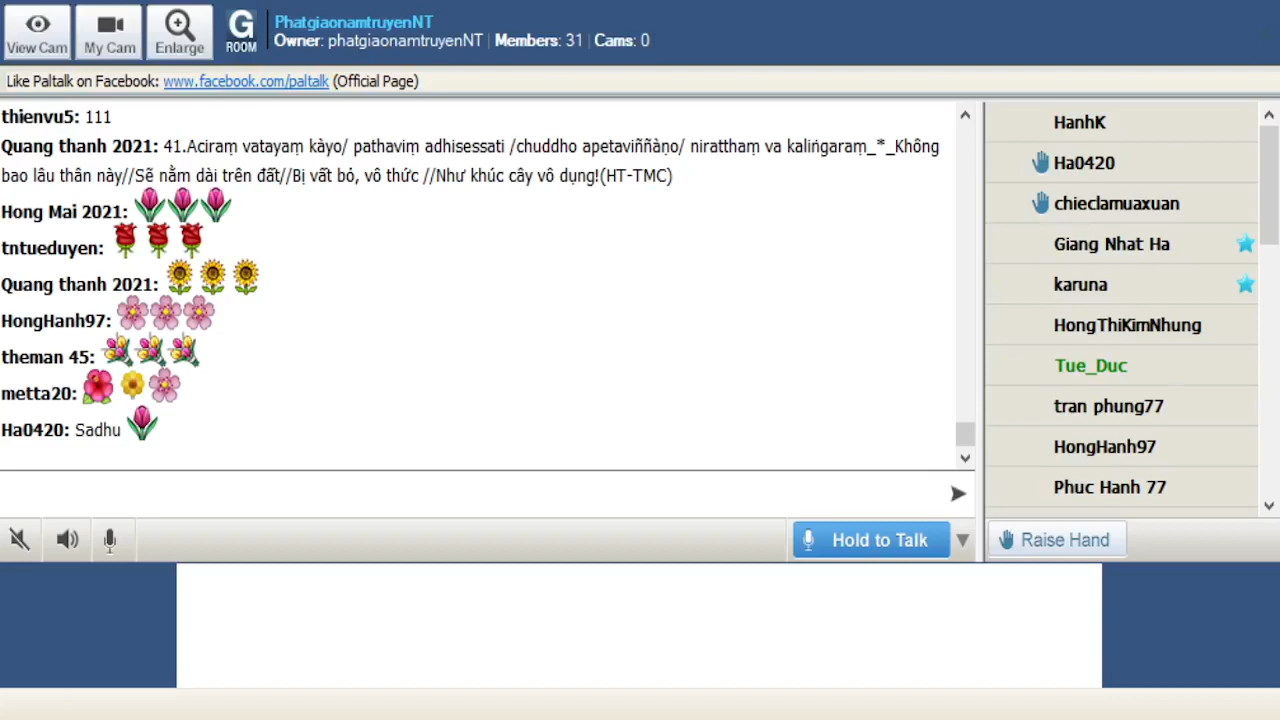 View Cam
My Cam
Enlarge
G
ROOM
PhatgiaonamtruyenNT
Owner: phatgiaonamtruyenNT | Members: 31 | Cams: 0
Like Paltalk on Facebook: www.facebook.com/paltalk (Official Page)
thienvu5: 111
Quang thanh 2021: 41.Aciraṃ vatayaṃ kàyo/ pathaviṃ adhisessati /chuddho apetaviññàṇo/ niratthaṃ va kaliṅgaraṃ_*_Không
bao lâu thân này//Sẽ nằm dài trên đất//Bị vất bỏ, vô thức //Như khúc cây vô dụng!(HT-TMC)
Hong Mai 2021:
tntueduyen:
Quang thanh 2021:
HongHanh97:
theman 45:
metta20:
Ha0420: Sadhu
HanhK
Ha0420
chieclamuaxuan
Giang Nhat Ha
karuna
HongThiKimNhung
Tue_Duc
tran phung77
HongHanh97
Phuc Hanh 77
Hold to Talk
Raise Hand